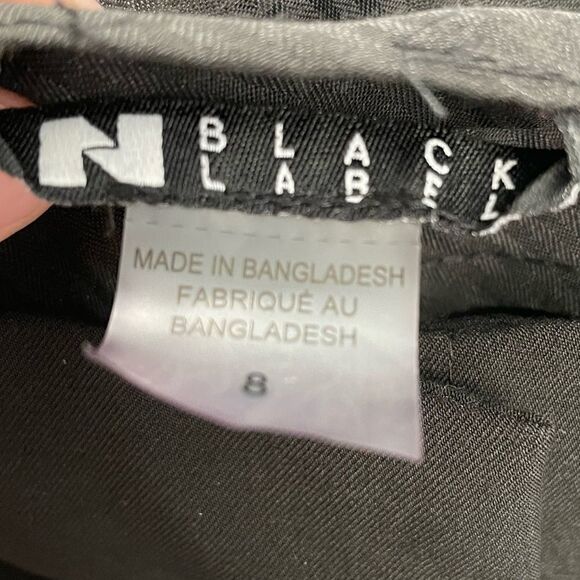 N BLACK
LABEL
MADE IN BANGLADESH
FABRIQUÉ AU
BANGLADESH
8